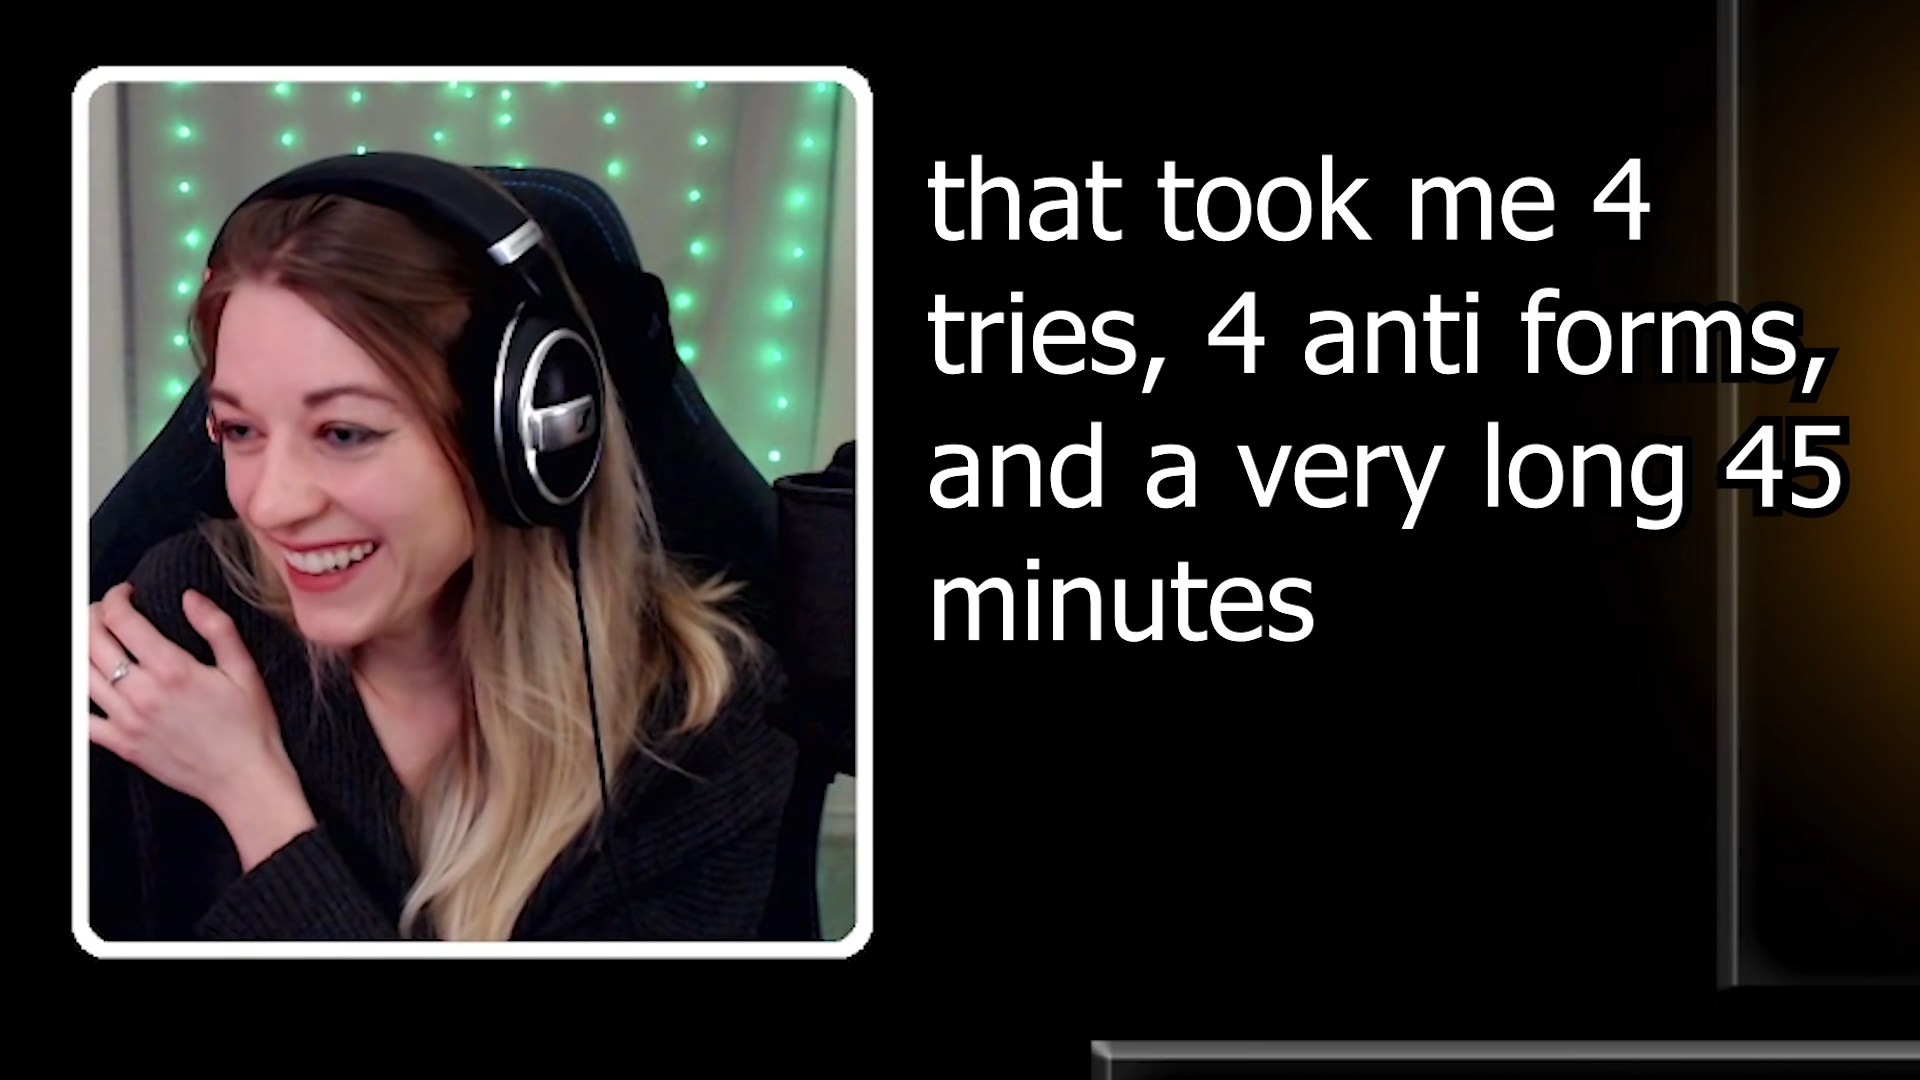 that took me 4
tries, 4 anti forms,
and a very long 45
minutes